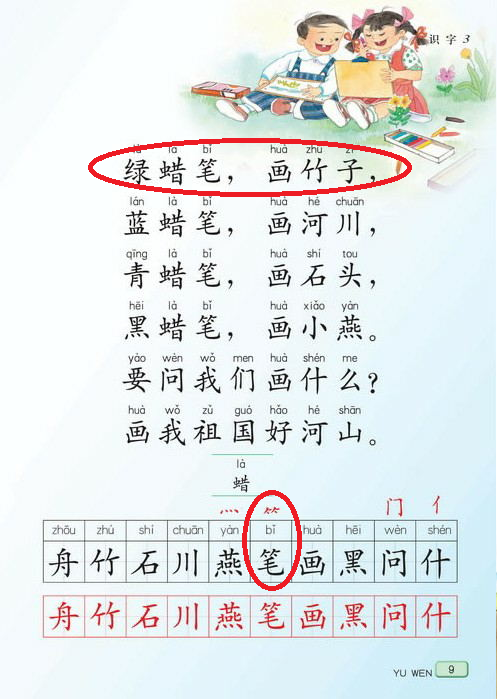 识字3
lǜ là bǐ huà zhú zi
绿蜡笔，画竹子，
lán là bǐ huà hé chuān
蓝蜡笔，画河川，
qīng là bǐ huà shí tou
青蜡笔，画石头，
hēi là bǐ huà xiǎo yàn
黑蜡笔，画小燕。
yào wèn wǒ men huà shén me
要问我们画什么？
huà wǒ zǔ guó hǎo hé shān
画我祖国好河山。
là
蜡
灬 ⺮ 门 亻
zhōu zhú shí chuān yàn bǐ huà hēi wèn shén
舟 竹 石 川 燕 笔 画 黑 问 什
舟 竹 石 川 燕 笔 画 黑 问 什
YU WEN 9